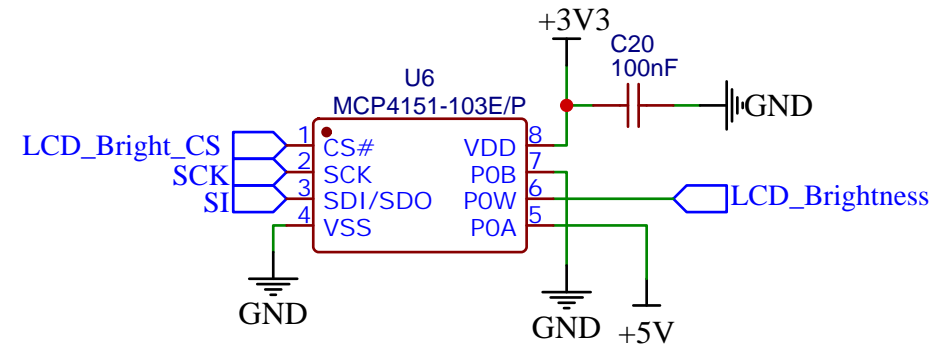 +3V3
C20
100nF
GND
U6
MCP4151-103E/P
LCD_Bright_CS
SCK
SI
1
2
3
4
CS#
SCK
SDI/SDO
VSS
VDD
P0B
P0W
P0A
8
7
6
5
LCD_Brightness
GND
GND
+5V